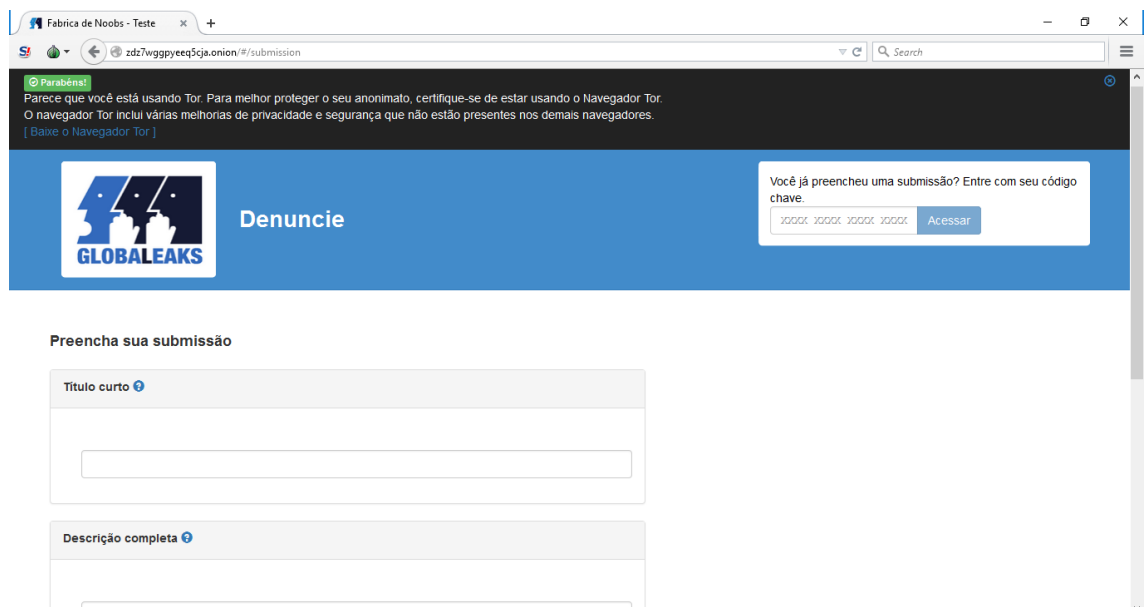 Fabrica de Noobs - Teste
zdz7wggpyeeq5cja.onion/#/submission
Search
Parabéns!
Parece que você está usando Tor. Para melhor proteger o seu anonimato, certifique-se de estar usando o Navegador Tor.
O navegador Tor inclui várias melhorias de privacidade e segurança que não estão presentes nos demais navegadores.
[ Baixe o Navegador Tor ]
GLOBALEAKS
Denuncie
Você já preencheu uma submissão? Entre com seu código
chave.
xxxx xxxx xxxx xxxx
Acessar
Preencha sua submissão
Título curto
Descrição completa